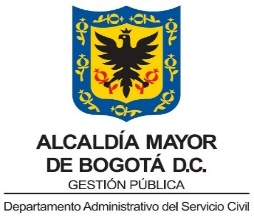 ALCALDÍA MAYOR
DE BOGOTÁ D.C.
GESTIÓN PÚBLICA
Departamento Administrativo del Servicio Civil